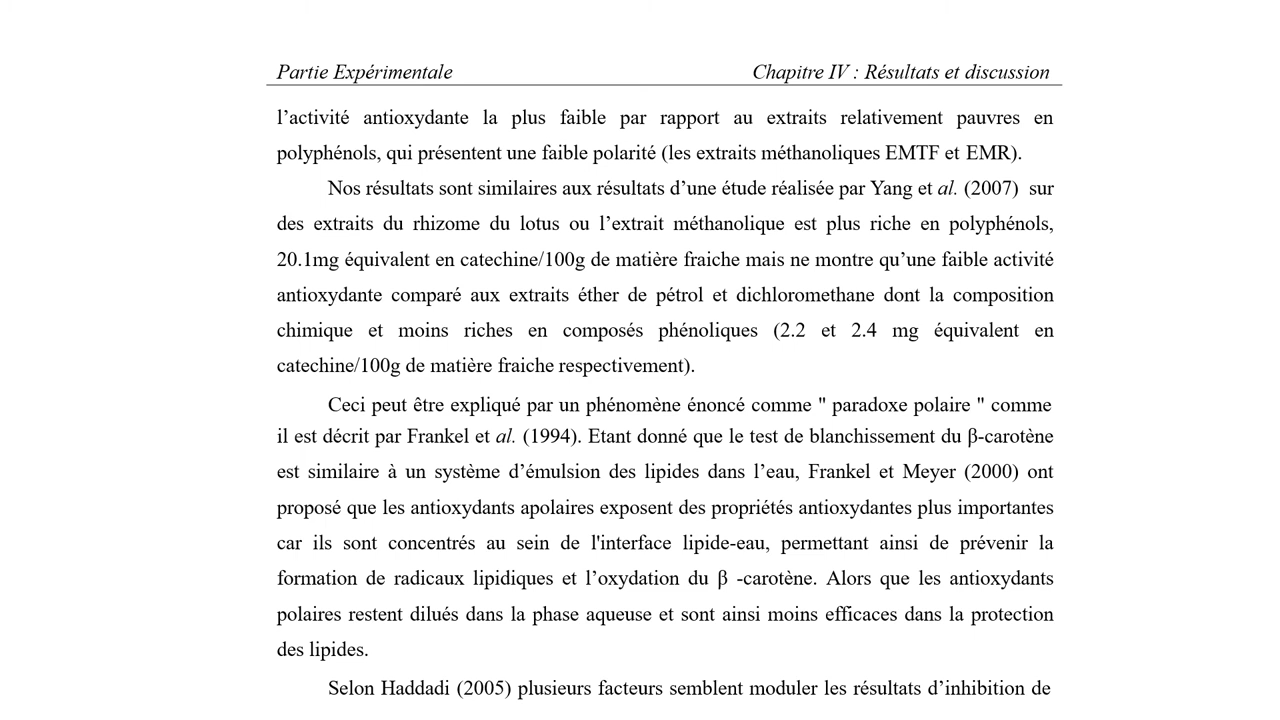 Partie Expérimentale Chapitre IV : Résultats et discussion
l’activité antioxydante la plus faible par rapport au extraits relativement pauvres en
polyphénols, qui présentent une faible polarité (les extraits méthanoliques EMTF et EMR).
Nos résultats sont similaires aux résultats d’une étude réalisée par Yang et al. (2007) sur
des extraits du rhizome du lotus ou l’extrait méthanolique est plus riche en polyphénols,
20.1mg équivalent en catechine/100g de matière fraiche mais ne montre qu’une faible activité
antioxydante comparé aux extraits éther de pétrol et dichloromethane dont la composition
chimique et moins riches en composés phénoliques (2.2 et 2.4 mg équivalent en
catechine/100g de matière fraiche respectivement).
Ceci peut être expliqué par un phénomène énoncé comme " paradoxe polaire " comme
il est décrit par Frankel et al. (1994). Etant donné que le test de blanchissement du β-carotène
est similaire à un système d’émulsion des lipides dans l’eau, Frankel et Meyer (2000) ont
proposé que les antioxydants apolaires exposent des propriétés antioxydantes plus importantes
car ils sont concentrés au sein de l'interface lipide-eau, permettant ainsi de prévenir la
formation de radicaux lipidiques et l’oxydation du β -carotène. Alors que les antioxydants
polaires restent dilués dans la phase aqueuse et sont ainsi moins efficaces dans la protection
des lipides.
Selon Haddadi (2005) plusieurs facteurs semblent moduler les résultats d’inhibition de